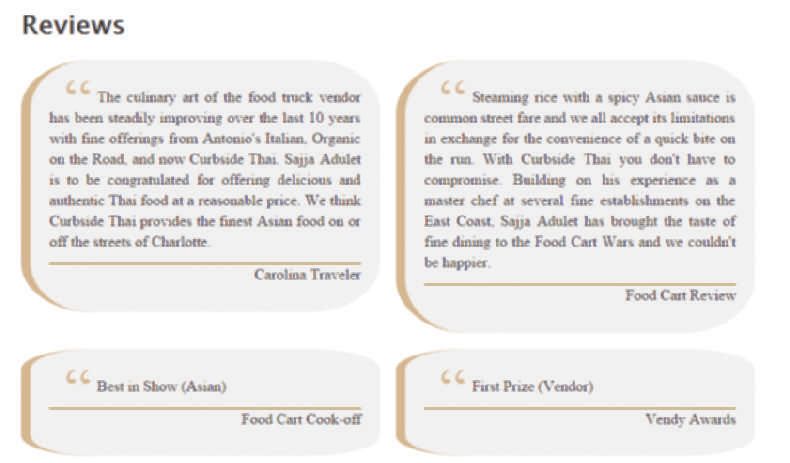 Reviews
“ The culinary art of the food truck vendor
has been steadily improving over the last 10 years
with fine offerings from Antonio's Italian, Organic
on the Road, and now Curbside Thai. Sajja Adulet
is to be congratulated for offering delicious and
authentic Thai food at a reasonable price. We think
Curbside Thai provides the finest Asian food on or
off the streets of Charlotte.
Carolina Traveler
“ Steaming rice with a spicy Asian sauce is
common street fare and we all accept its limitations
in exchange for the convenience of a quick bite on
the run. With Curbside Thai you don't have to
compromise. Building on his experience as a
master chef at several fine establishments on the
East Coast, Sajja Adulet has brought the taste of
fine dining to the Food Cart Wars and we couldn't
be happier.
Food Cart Review
“ Best in Show (Asian)
Food Cart Cook-off
“ First Prize (Vendor)
Vendy Awards